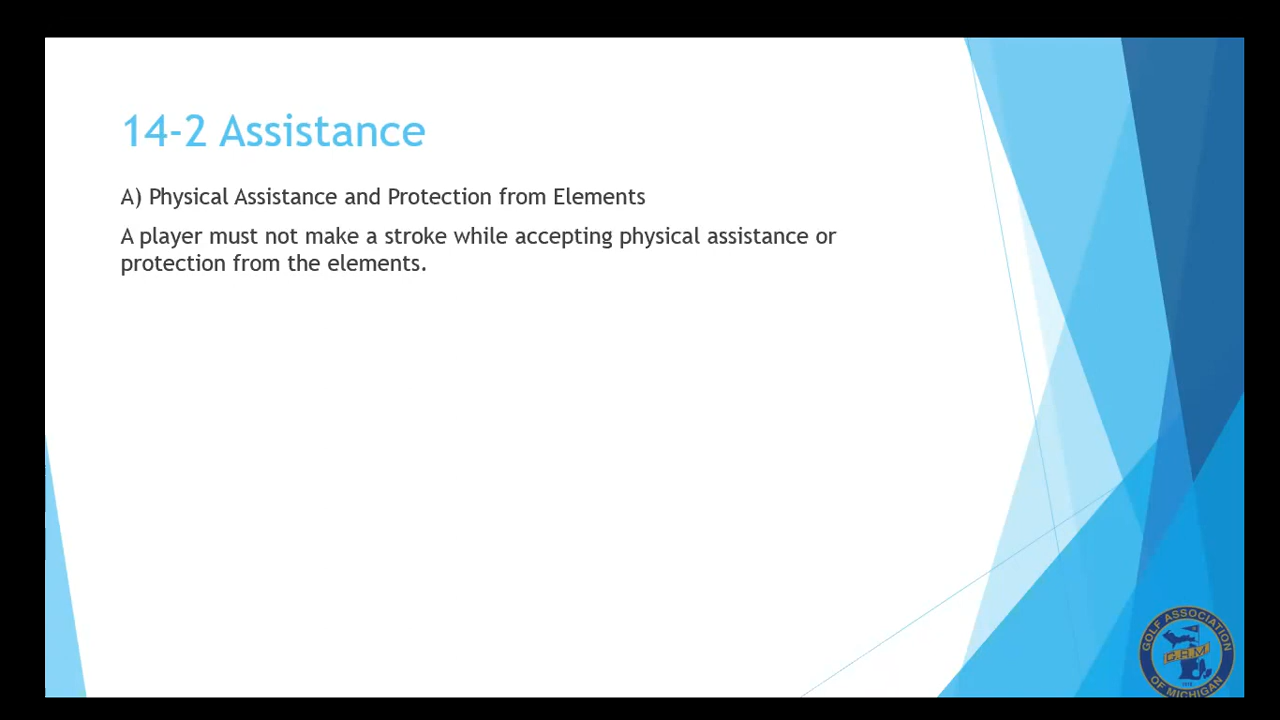 14-2 Assistance
A) Physical Assistance and Protection from Elements
A player must not make a stroke while accepting physical assistance or
protection from the elements.
GOLF ASSOCIATION
G.A.M.
OF MICHIGAN